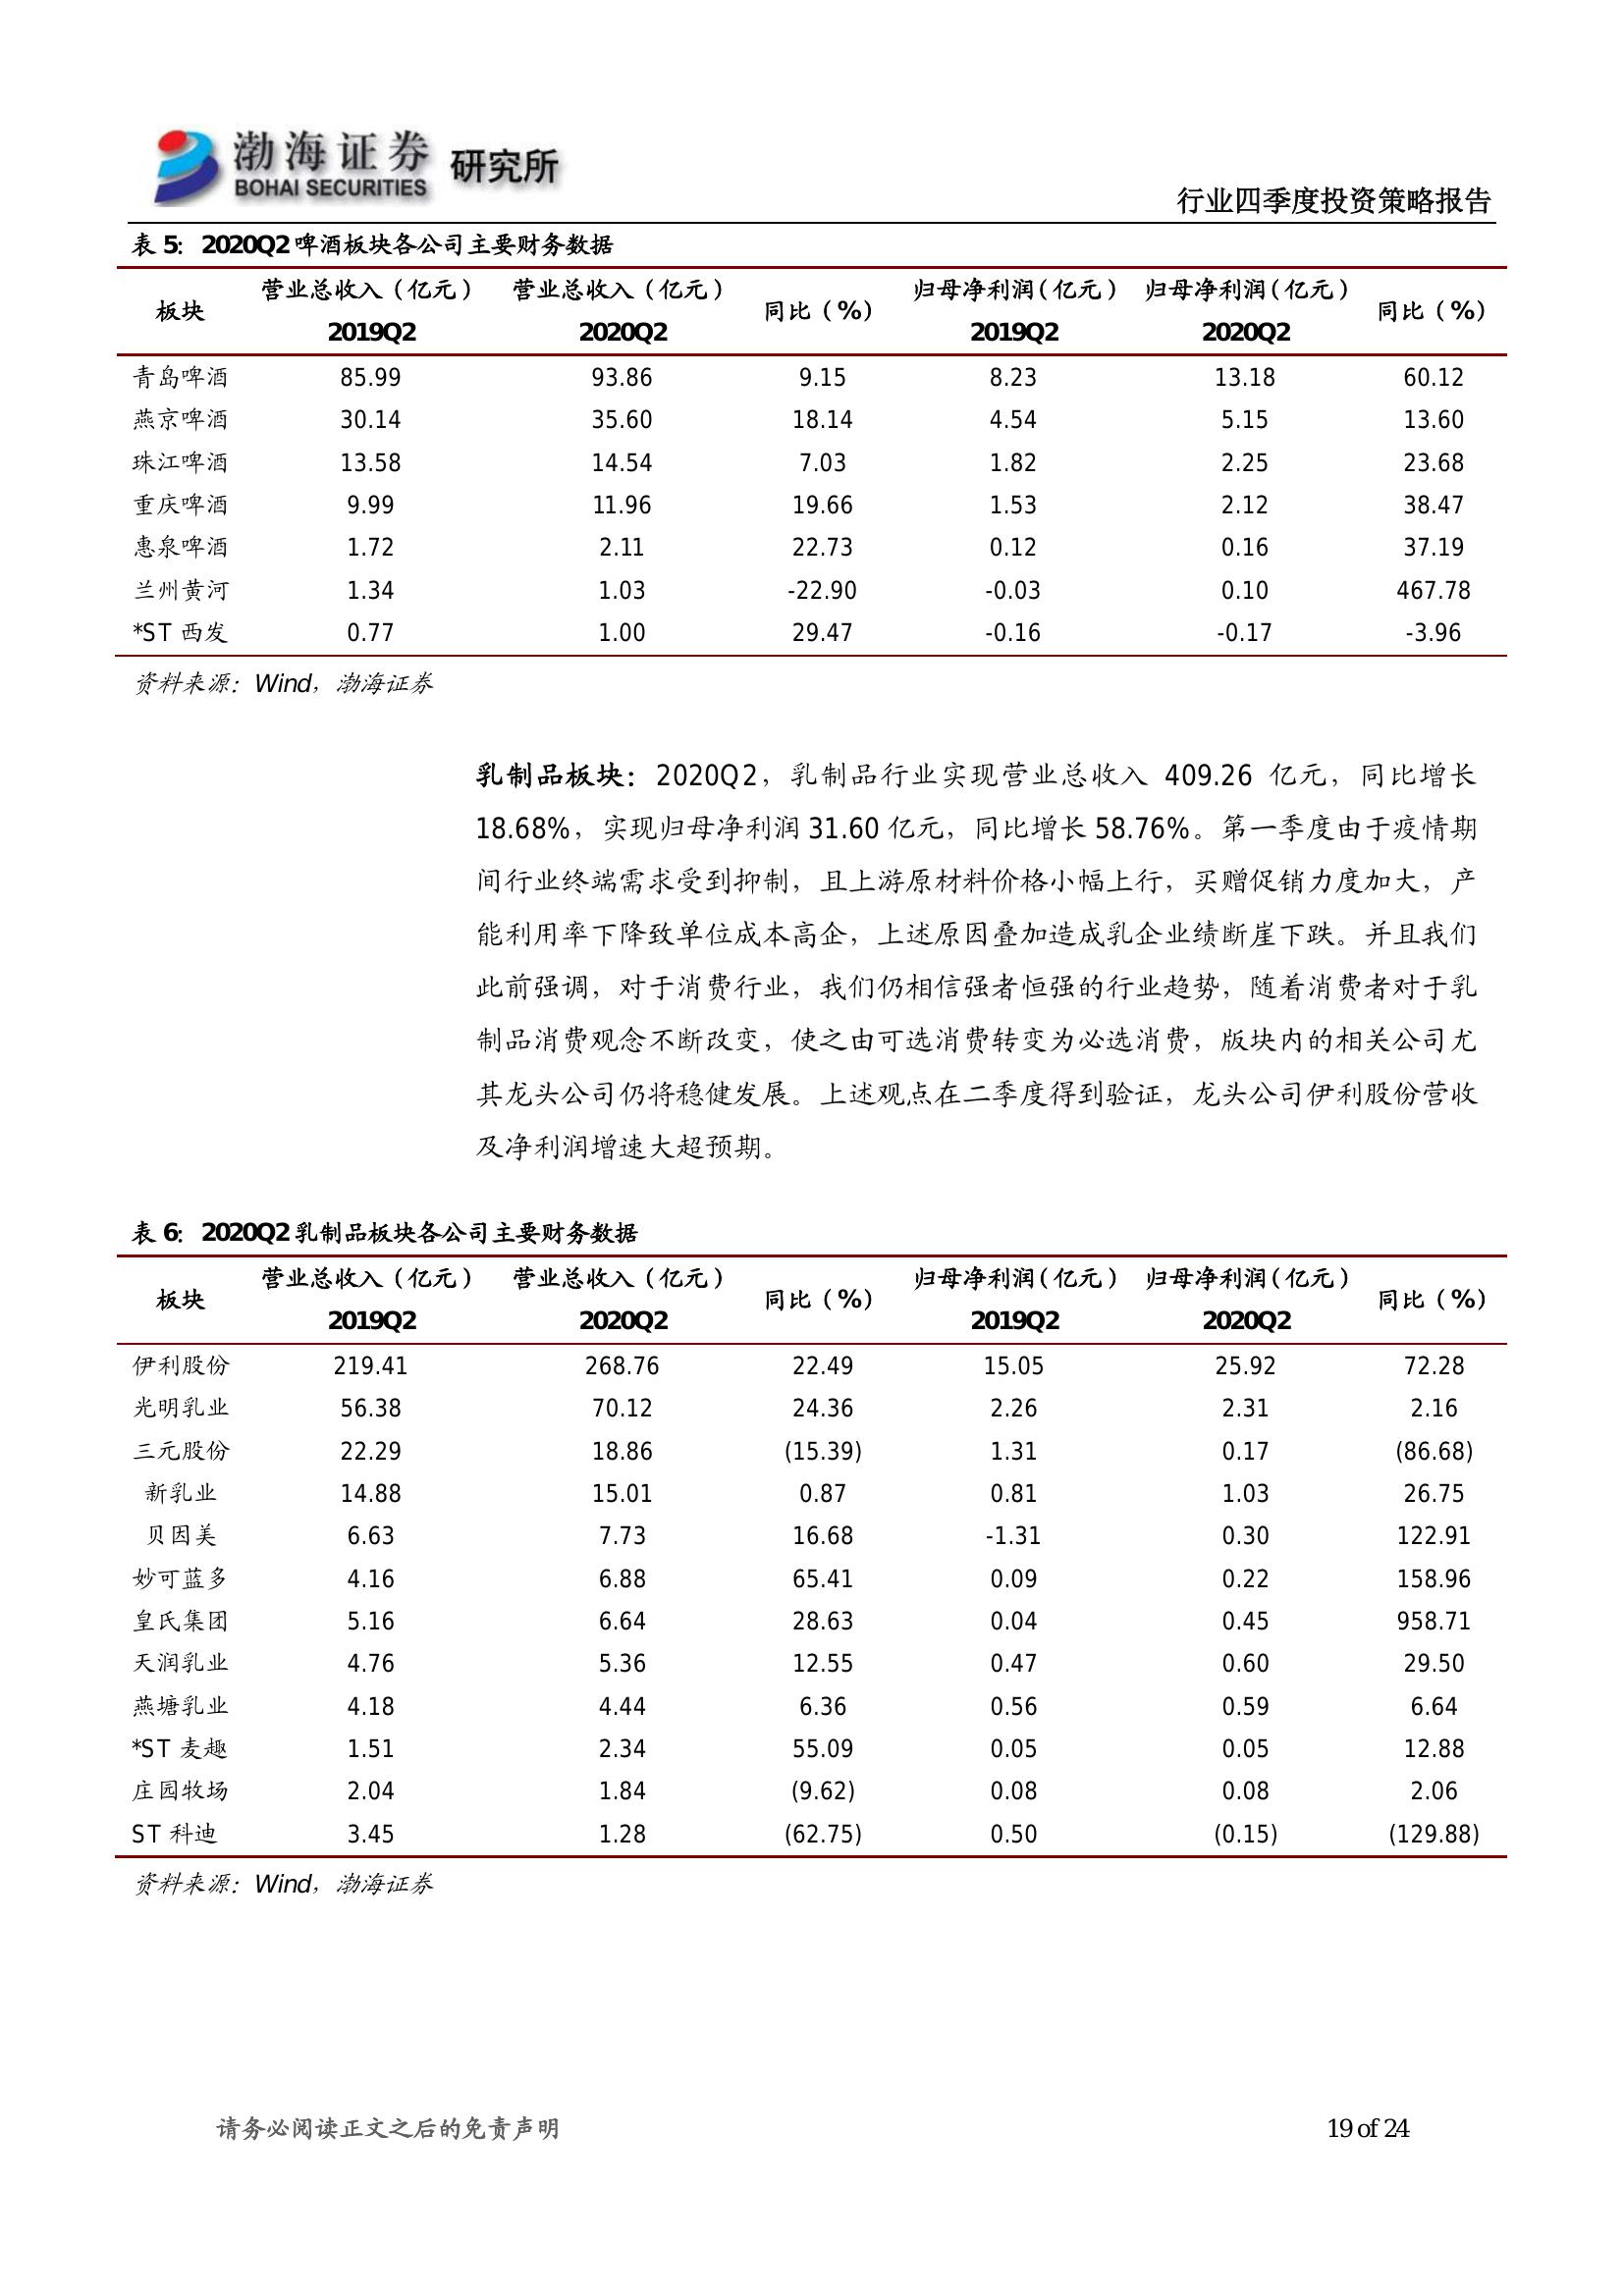 渤海证券 研究所
BOHAI SECURITIES
行业四季度投资策略报告
表 5: 2020Q2 啤酒板块各公司主要财务数据
板块 营业总收入（亿元）2019Q2 营业总收入（亿元）2020Q2 同比（%） 归母净利润（亿元）2019Q2 归母净利润（亿元）2020Q2 同比（%）
青岛啤酒 85.99 93.86 9.15 8.23 13.18 60.12
燕京啤酒 30.14 35.60 18.14 4.54 5.15 13.60
珠江啤酒 13.58 14.54 7.03 1.82 2.25 23.68
重庆啤酒 9.99 11.96 19.66 1.53 2.12 38.47
惠泉啤酒 1.72 2.11 22.73 0.12 0.16 37.19
兰州黄河 1.34 1.03 -22.90 -0.03 0.10 467.78
*ST 西发 0.77 1.00 29.47 -0.16 -0.17 -3.96
资料来源：Wind，渤海证券
乳制品板块：2020Q2，乳制品行业实现营业总收入 409.26 亿元，同比增长
18.68%，实现归母净利润 31.60 亿元，同比增长 58.76%。第一季度由于疫情期
间行业终端需求受到抑制，且上游原材料价格小幅上行，买赠促销力度加大，产
能利用率下降致单位成本高企，上述原因叠加造成乳企业绩断崖下跌。并且我们
此前强调，对于消费行业，我们仍相信强者恒强的行业趋势，随着消费者对于乳
制品消费观念不断改变，使之由可选消费转变为必选消费，版块内的相关公司尤
其龙头公司仍将稳健发展。上述观点在二季度得到验证，龙头公司伊利股份营收
及净利润增速大超预期。
表 6: 2020Q2 乳制品板块各公司主要财务数据
板块 营业总收入（亿元）2019Q2 营业总收入（亿元）2020Q2 同比（%） 归母净利润（亿元）2019Q2 归母净利润（亿元）2020Q2 同比（%）
伊利股份 219.41 268.76 22.49 15.05 25.92 72.28
光明乳业 56.38 70.12 24.36 2.26 2.31 2.16
三元股份 22.29 18.86 (15.39) 1.31 0.17 (86.68)
新乳业 14.88 15.01 0.87 0.81 1.03 26.75
贝因美 6.63 7.73 16.68 -1.31 0.30 122.91
妙可蓝多 4.16 6.88 65.41 0.09 0.22 158.96
皇氏集团 5.16 6.64 28.63 0.04 0.45 958.71
天润乳业 4.76 5.36 12.55 0.47 0.60 29.50
燕塘乳业 4.18 4.44 6.36 0.56 0.59 6.64
*ST 麦趣 1.51 2.34 55.09 0.05 0.05 12.88
庄园牧场 2.04 1.84 (9.62) 0.08 0.08 2.06
ST 科迪 3.45 1.28 (62.75) 0.50 (0.15) (129.88)
资料来源：Wind，渤海证券
请务必阅读正文之后的免责声明 19 of 24